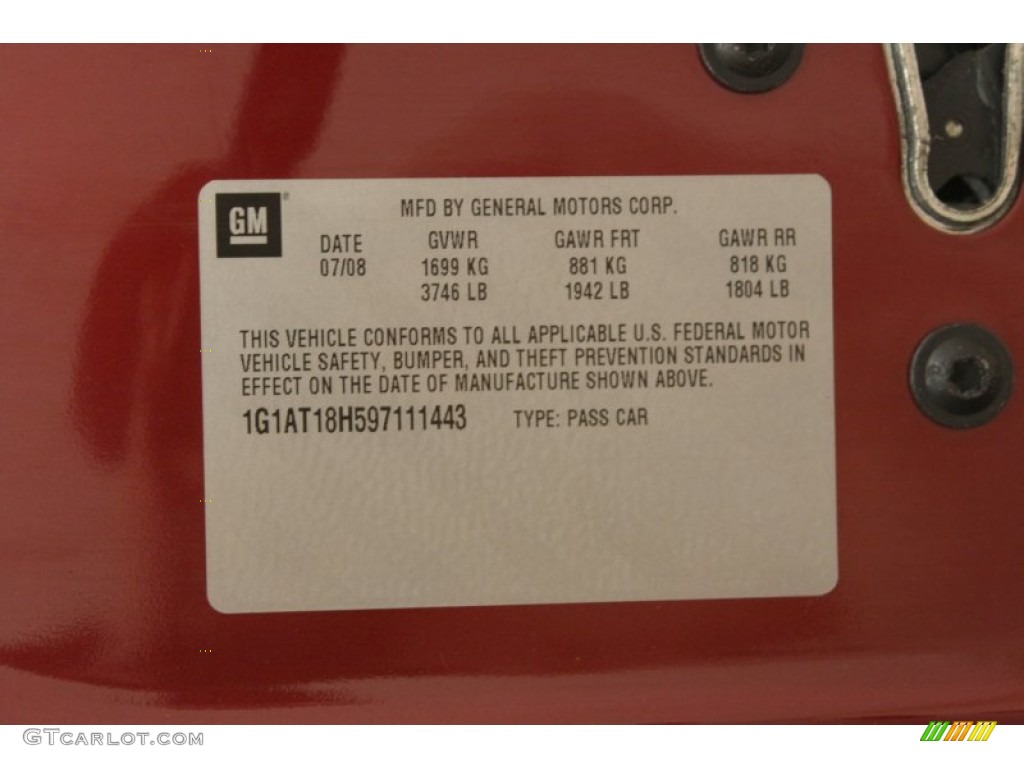 GM®
MFD BY GENERAL MOTORS CORP.
DATE GVWR GAWR FRT GAWR RR
07/08 1699 KG 881 KG 818 KG
3746 LB 1942 LB 1804 LB
THIS VEHICLE CONFORMS TO ALL APPLICABLE U.S. FEDERAL MOTOR
VEHICLE SAFETY, BUMPER, AND THEFT PREVENTION STANDARDS IN
EFFECT ON THE DATE OF MANUFACTURE SHOWN ABOVE.
1G1AT18H597111443 TYPE: PASS CAR
GTCARLOT.COM